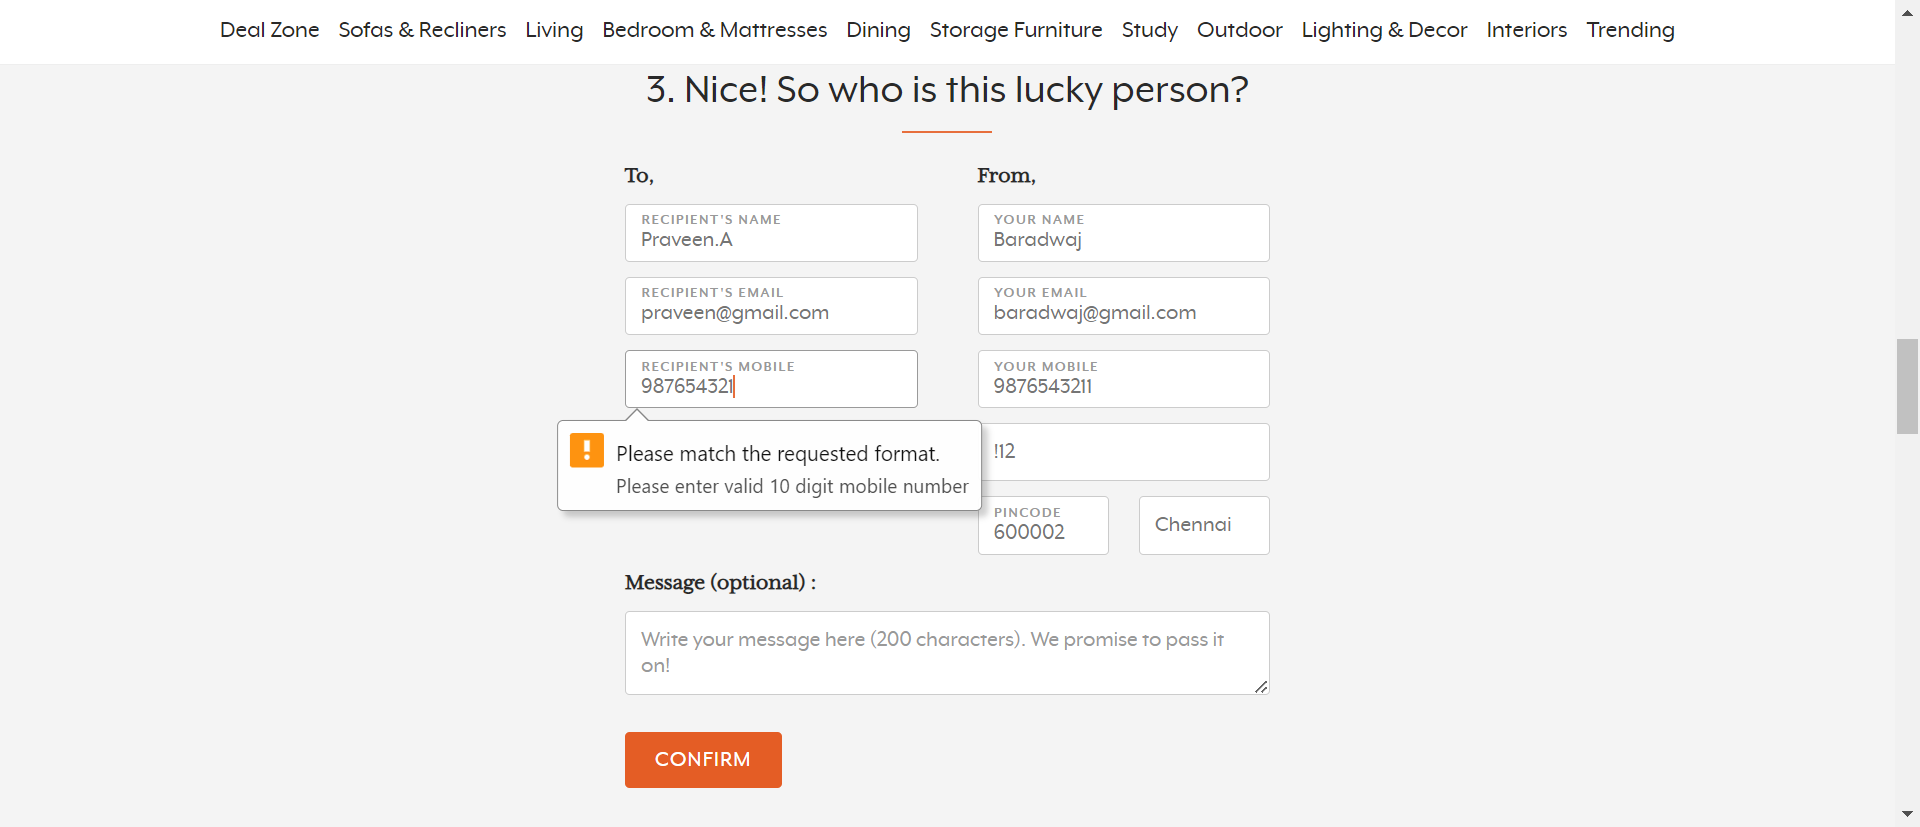 Deal Zone Sofas & Recliners Living Bedroom & Mattresses Dining Storage Furniture Study Outdoor Lighting & Decor Interiors Trending
3. Nice! So who is this lucky person?
To,
RECIPIENT'S NAME
Praveen.A
RECIPIENT'S EMAIL
praveen@gmail.com
RECIPIENT'S MOBILE
987654321
Please match the requested format.
Please enter valid 10 digit mobile number
From,
YOUR NAME
Baradwaj
YOUR EMAIL
baradwaj@gmail.com
YOUR MOBILE
9876543211
!12
PINCODE
600002
Chennai
Message (optional) :
Write your message here (200 characters). We promise to pass it
on!
CONFIRM